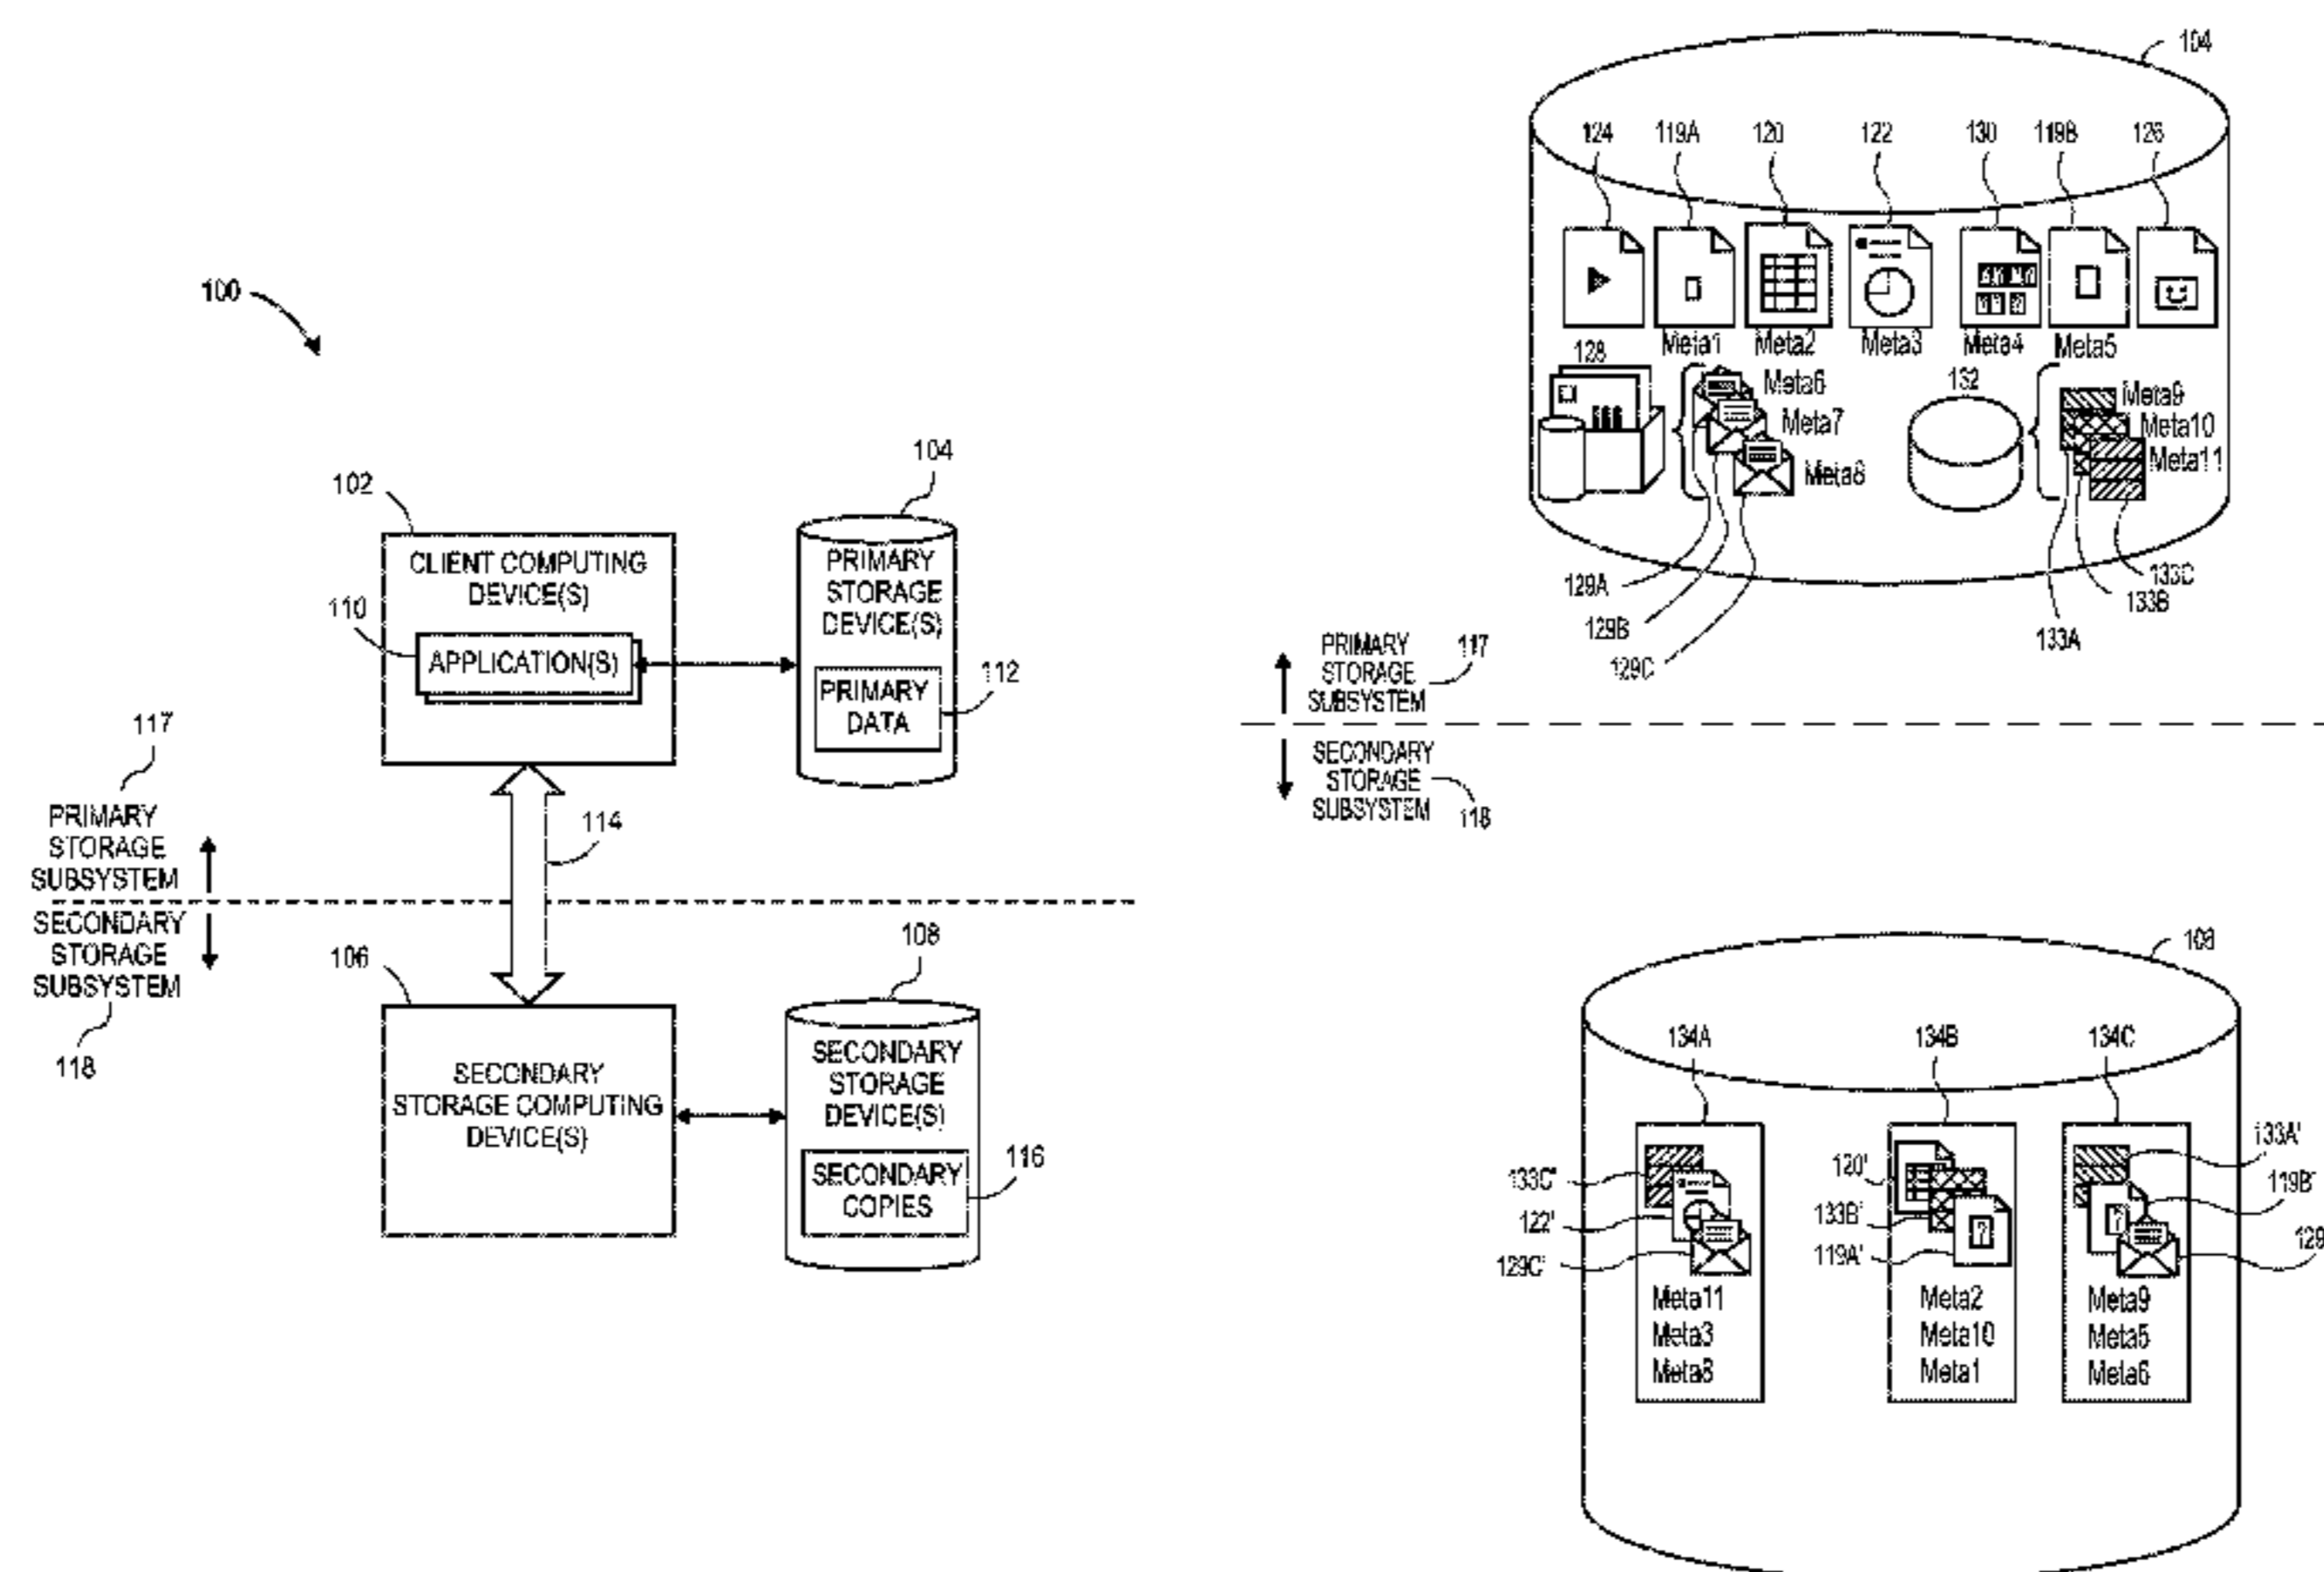 100
102
104
CLIENT COMPUTING
DEVICE(S)
110
APPLICATION(S)
PRIMARY
STORAGE
DEVICE(S)
PRIMARY
DATA
112
117
PRIMARY
STORAGE
SUBSYSTEM
114
SECONDARY
STORAGE
SUBSYSTEM
118
106
108
SECONDARY
STORAGE COMPUTING
DEVICE(S)
SECONDARY
STORAGE
DEVICE(S)
SECONDARY
COPIES
116
104
124 119A 120 122 130 119B 126
Meta1 Meta2 Meta3 Meta4 Meta5
128
Meta6
Meta7
Meta8
132
Meta9
Meta10
Meta11
129A
129B
129C
133C
133B
133A
PRIMARY
STORAGE
SUBSYSTEM
117
SECONDARY
STORAGE
SUBSYSTEM
118
108
134A 134B 134C
133C'
122'
129C'
Meta11
Meta3
Meta8
120'
133B'
119A'
Meta2
Meta10
Meta1
133A'
119B'
129
Meta9
Meta5
Meta6